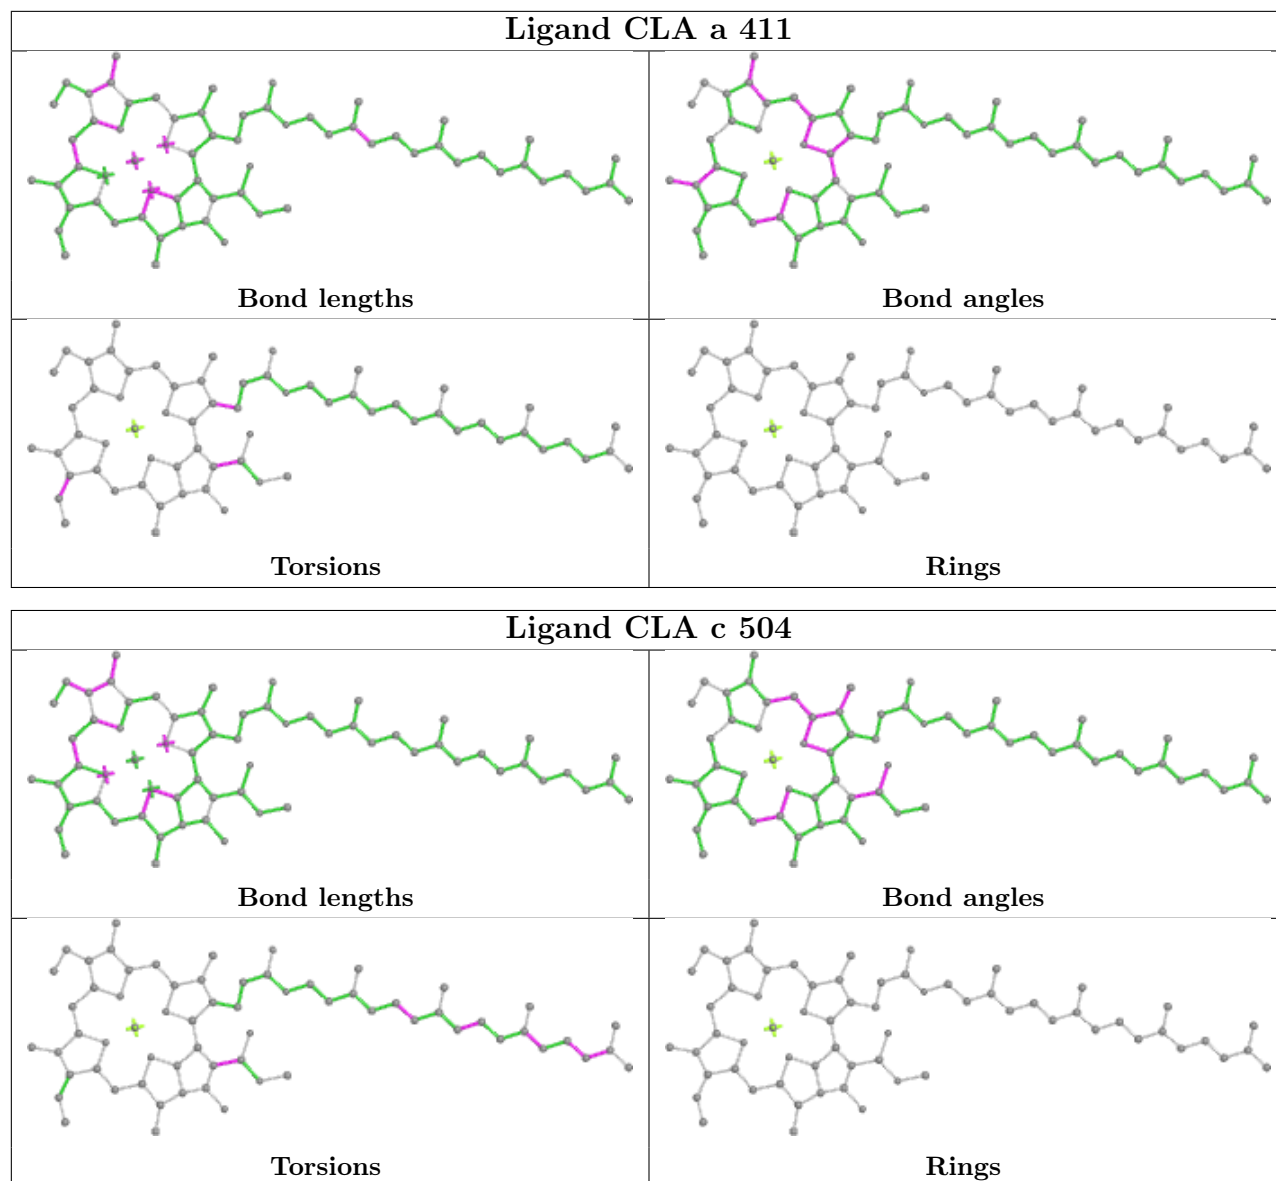 Ligand CLA a 411
Bond lengths
Bond angles
Torsions
Rings
Ligand CLA c 504
Bond lengths
Bond angles
Torsions
Rings